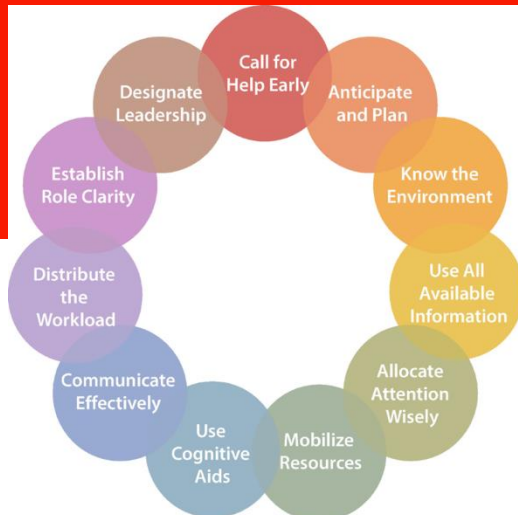 Call for
Help Early
Anticipate
and Plan
Know the
Environment
Use All
Available
Information
Allocate
Attention
Wisely
Mobilize
Resources
Use
Cognitive
Aids
Communicate
Effectively
Distribute
the
Workload
Establish
Role Clarity
Designate
Leadership